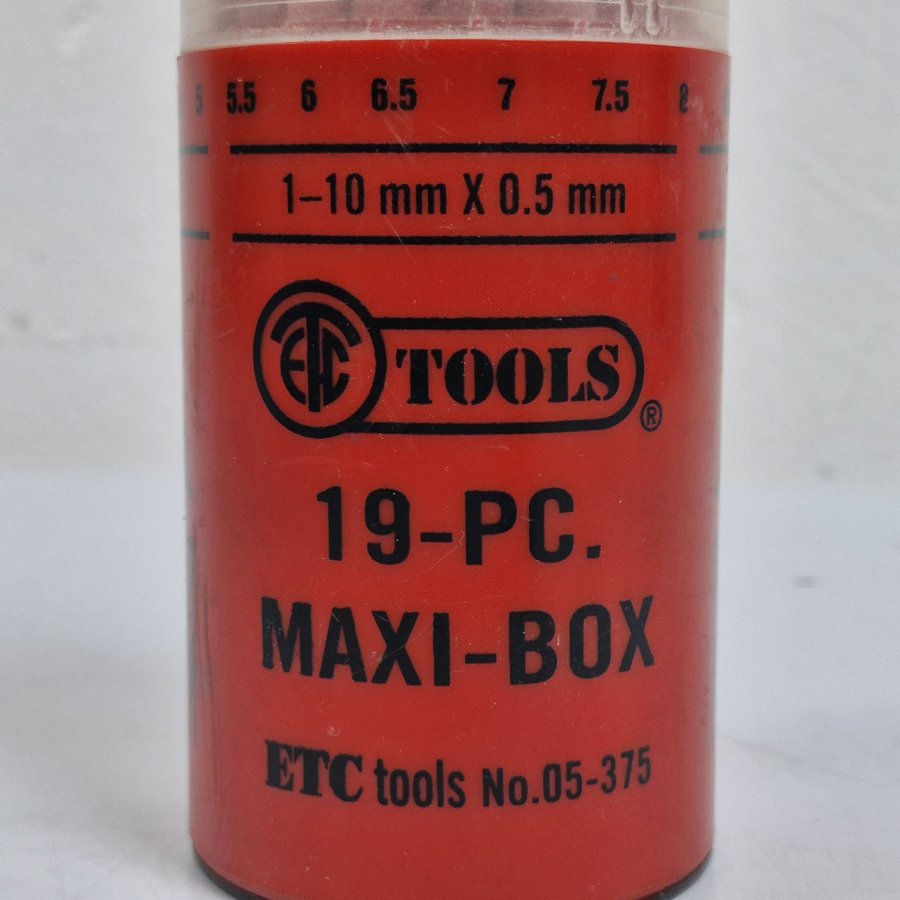 5 5.5 6 6.5 7 7.5 8
1-10 mm X 0.5 mm
ETC TOOLS ®
19-PC.
MAXI-BOX
ETC tools No.05-375